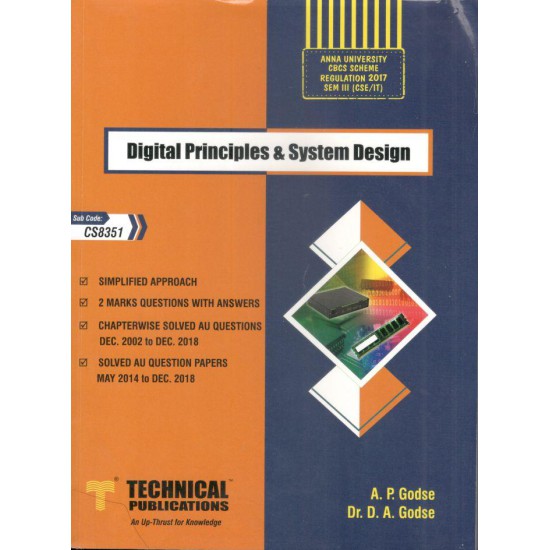 ANNA UNIVERSITY
CBCS SCHEME
REGULATION 2017
SEM III (CSE/IT)
Digital Principles & System Design
Sub Code:
CS8351
SIMPLIFIED APPROACH
2 MARKS QUESTIONS WITH ANSWERS
CHAPTERWISE SOLVED AU QUESTIONS
DEC. 2002 to DEC. 2018
SOLVED AU QUESTION PAPERS
MAY 2014 to DEC. 2018
TECHNICAL™
PUBLICATIONS
An Up-Thrust for Knowledge
A. P. Godse
Dr. D. A. Godse